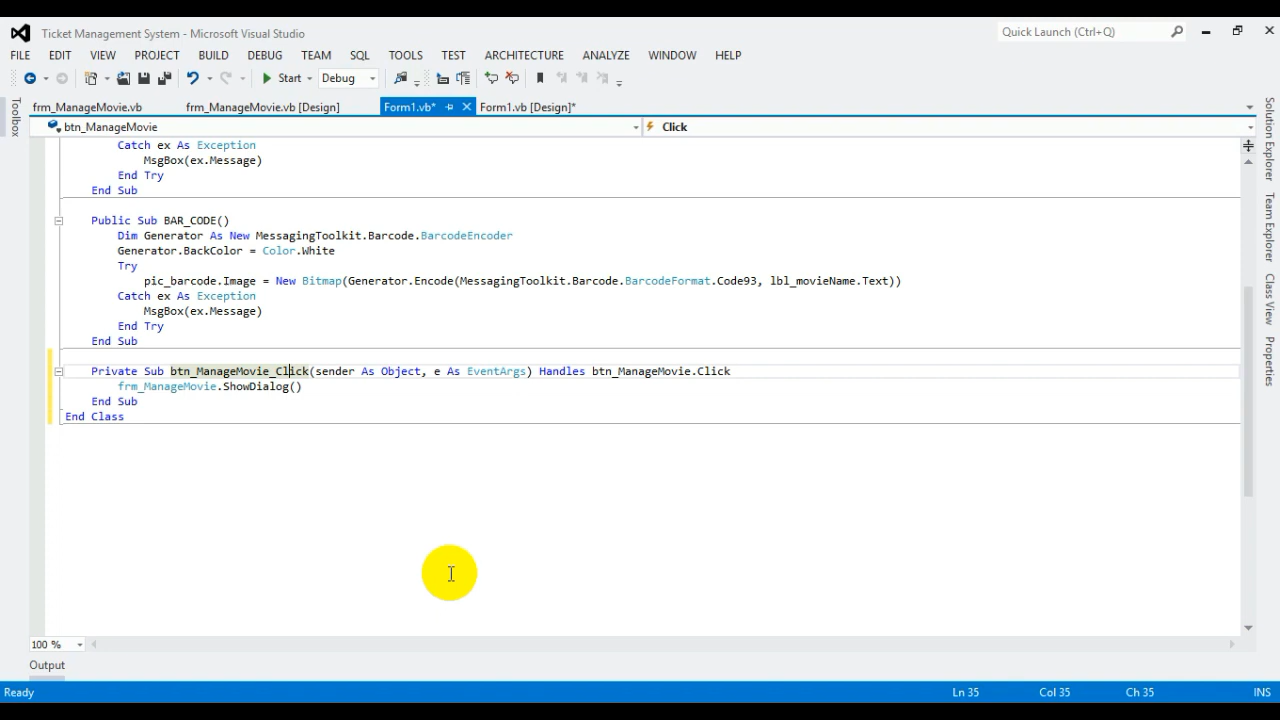 Ticket Management System - Microsoft Visual Studio
Quick Launch (Ctrl+Q)
FILE EDIT VIEW PROJECT BUILD DEBUG TEAM SQL TOOLS TEST ARCHITECTURE ANALYZE WINDOW HELP
Start Debug
frm_ManageMovie.vb frm_ManageMovie.vb [Design] Form1.vb* Form1.vb [Design]*
btn_ManageMovie Click
Catch ex As Exception
MsgBox(ex.Message)
End Try
End Sub
Public Sub BAR_CODE()
Dim Generator As New MessagingToolkit.Barcode.BarcodeEncoder
Generator.BackColor = Color.White
Try
pic_barcode.Image = New Bitmap(Generator.Encode(MessagingToolkit.Barcode.BarcodeFormat.Code93, lbl_movieName.Text))
Catch ex As Exception
MsgBox(ex.Message)
End Try
End Sub
Private Sub btn_ManageMovie_Click(sender As Object, e As EventArgs) Handles btn_ManageMovie.Click
frm_ManageMovie.ShowDialog()
End Sub
End Class
100 %
Output
Ready Ln 35 Col 35 Ch 35 INS
Toolbox
Solution Explorer
Team Explorer
Class View
Properties